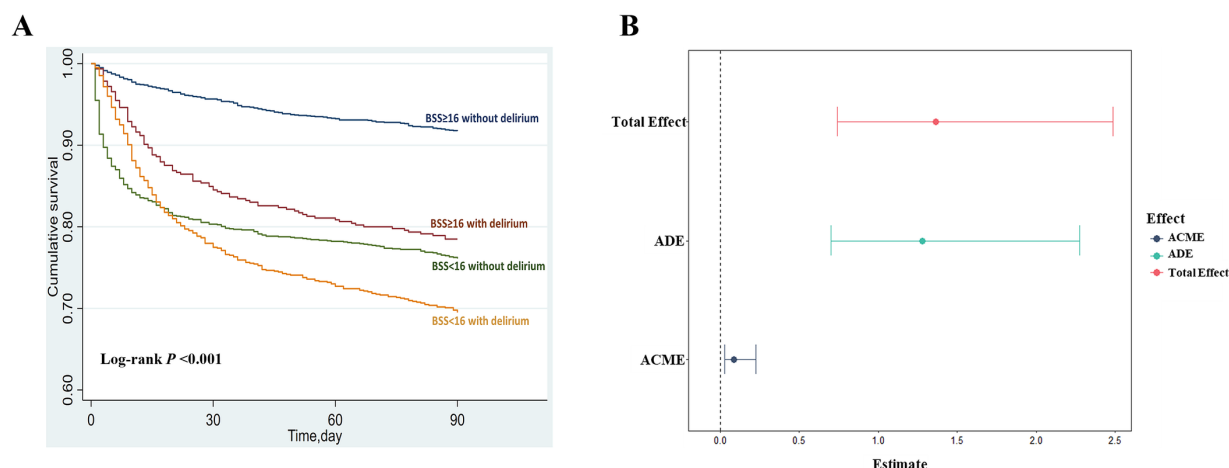 A
1.00
0.90
0.80
0.70
0.60
Cumulative survival
BSS≥16 without delirium
BSS≥16 with delirium
BSS<16 without delirium
BSS<16 with delirium
Log-rank P <0.001
0
30
60
90
Time,day
B
Total Effect
ADE
ACME
0.0
0.5
1.0
1.5
2.0
2.5
Estimate
Effect
ACME
ADE
Total Effect